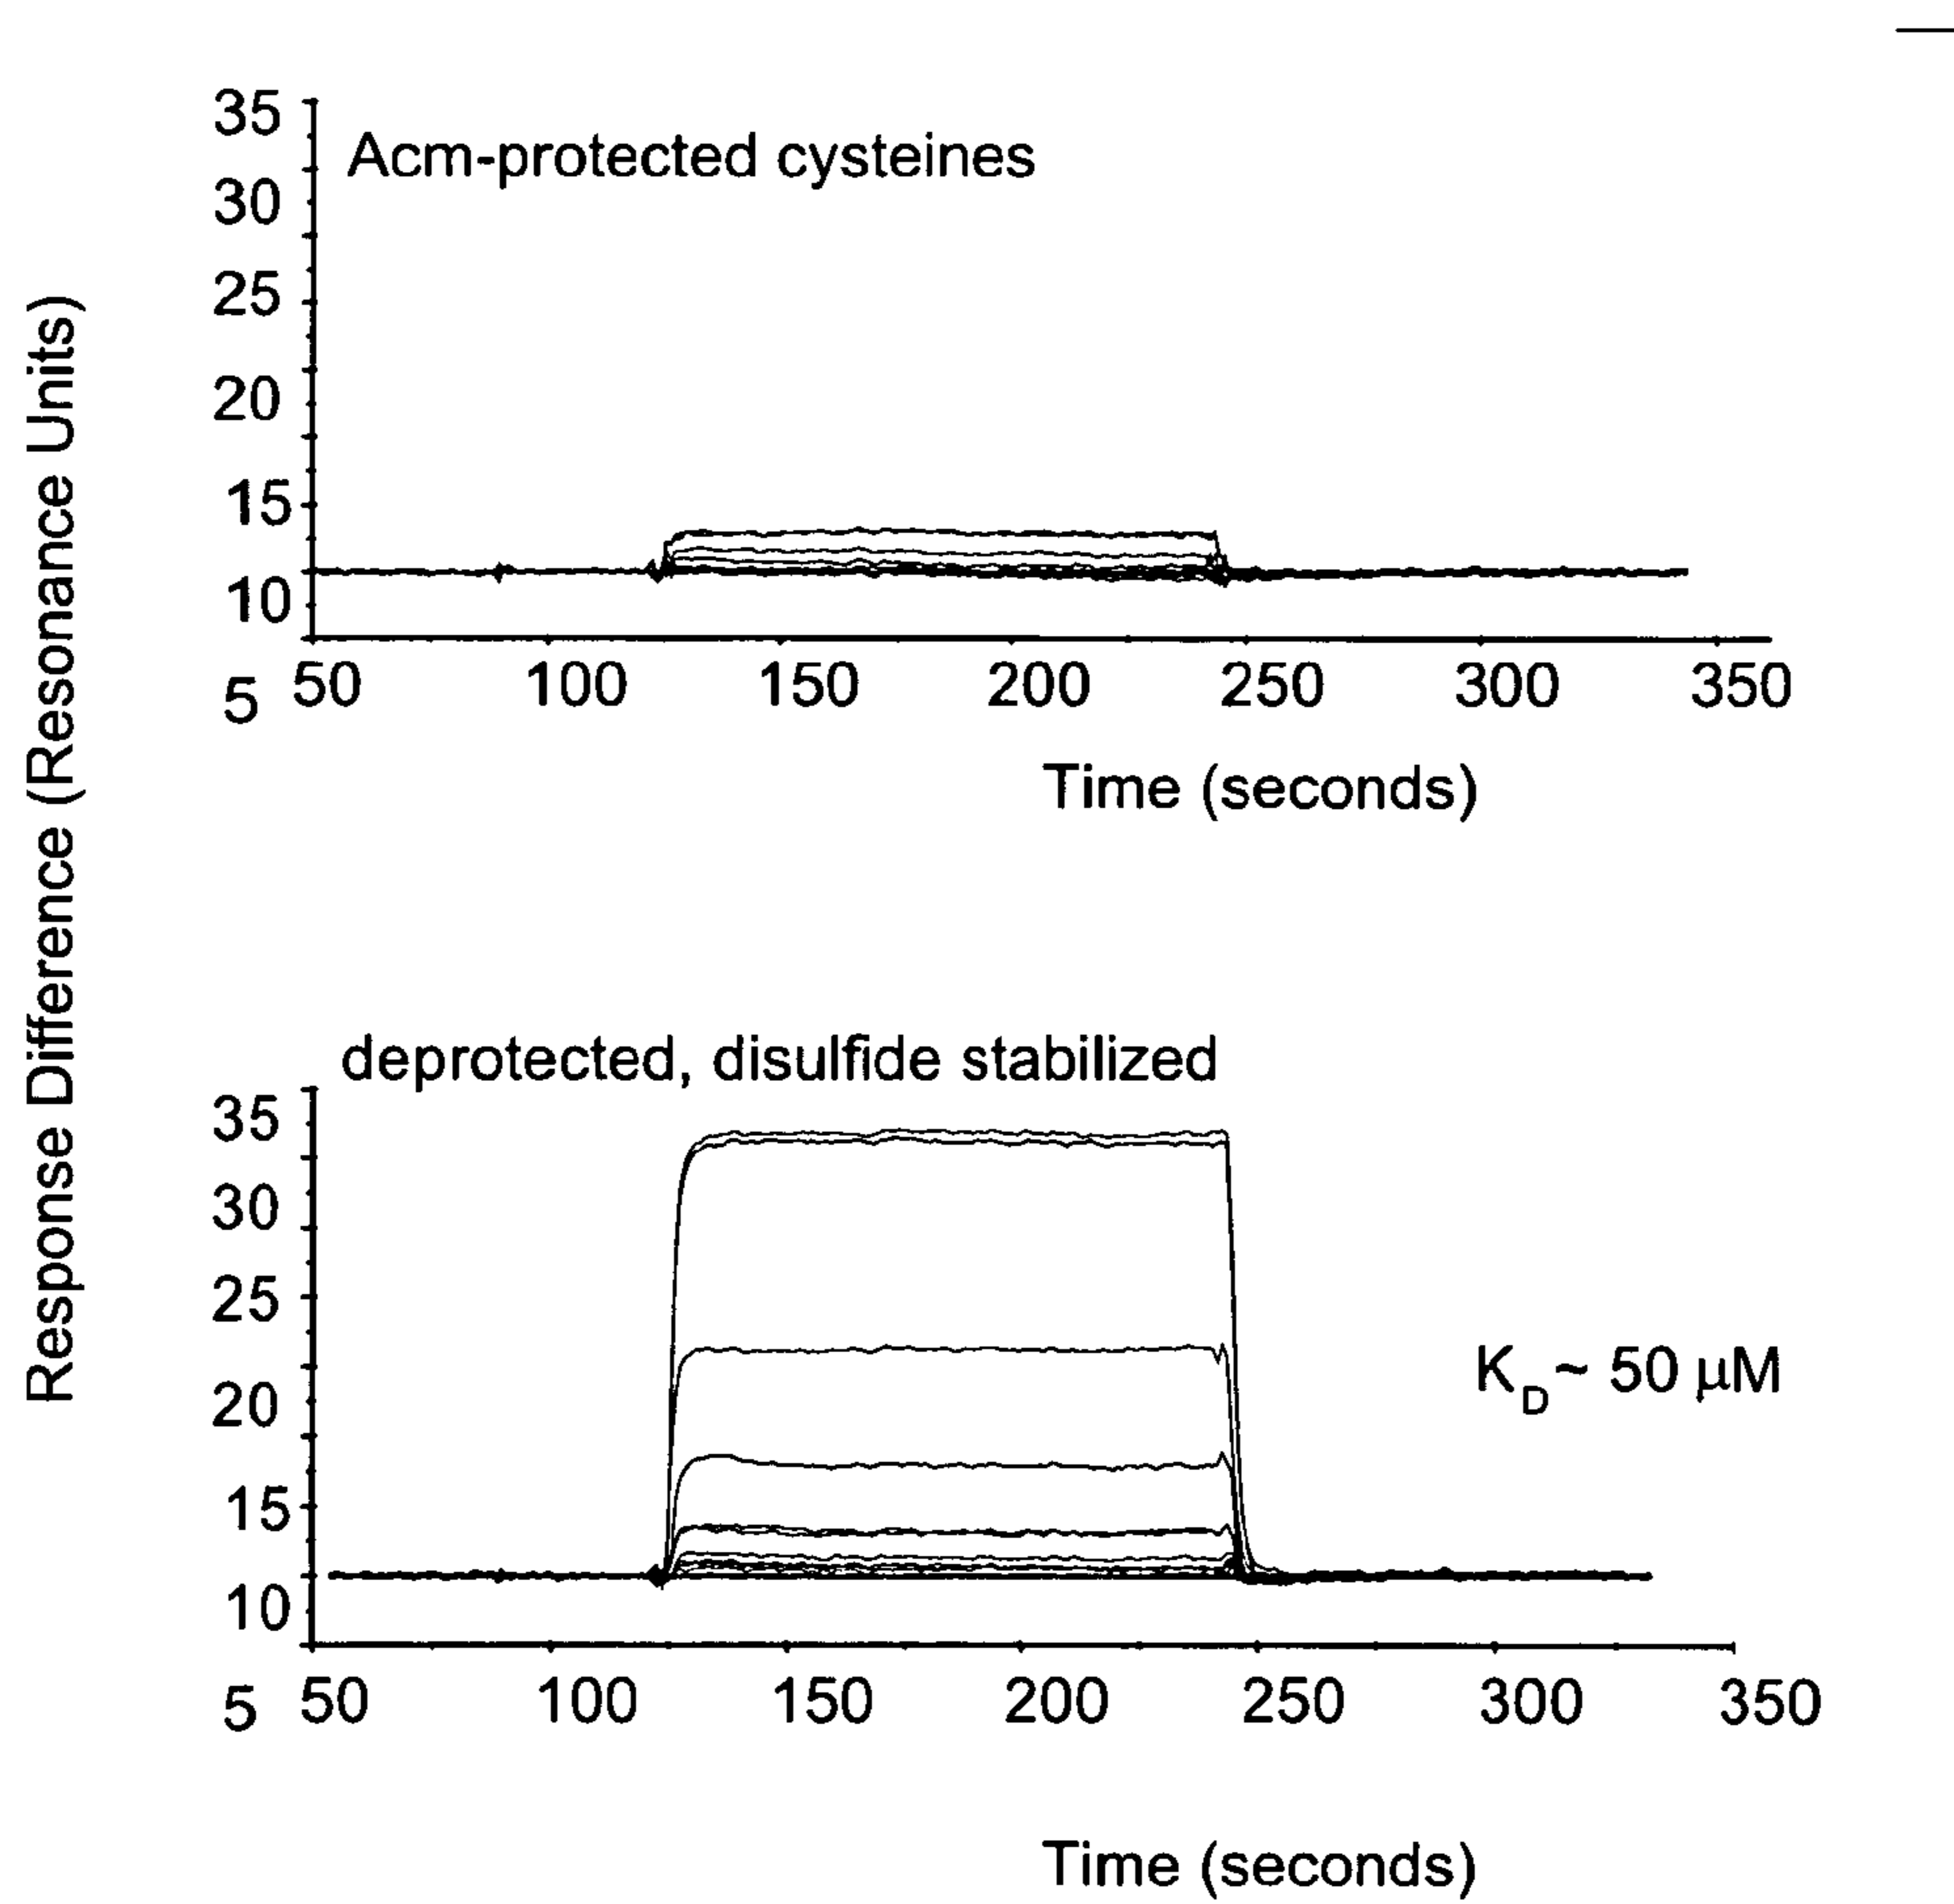 Response Difference (Resonance Units)
Acm-protected cysteines
35
30
25
20
15
10
5 50 100 150 200 250 300 350
Time (seconds)
deprotected, disulfide stabilized
35
30
25
20
15
10
5 50 100 150 200 250 300 350
K_D ~ 50 μM
Time (seconds)